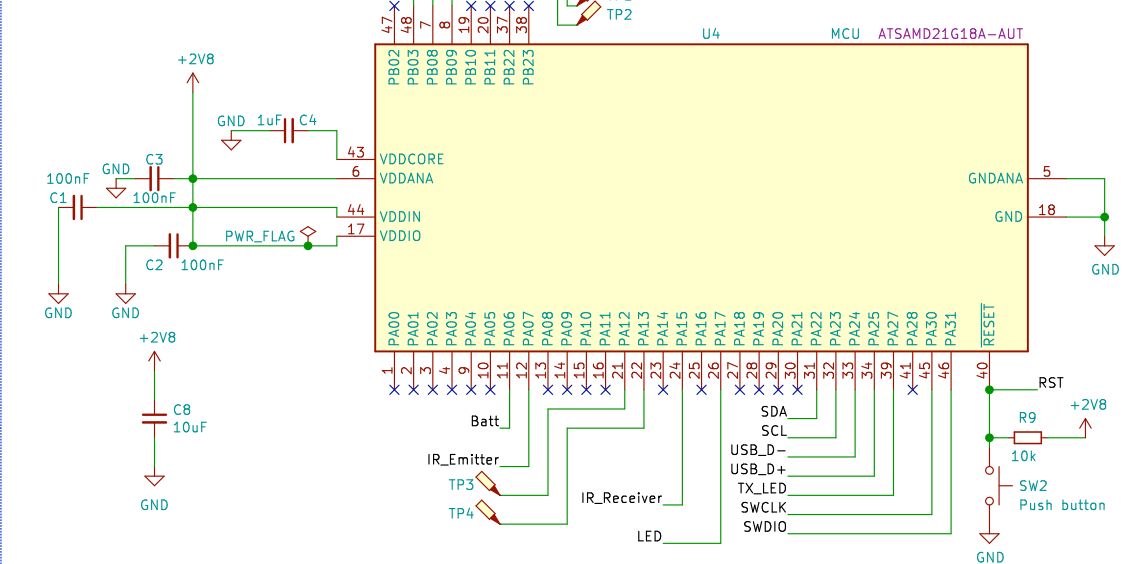 TP2
47
48
7
8
19
20
37
38
U4
MCU
ATSAMD21G18A-AUT
PB02
PB03
PB08
PB09
PB10
PB11
PB22
PB23
+2V8
GND
1uF
C4
43
VDDCORE
C3
GND
100nF
6
VDDANA
100nF
C1
44
VDDIN
PWR_FLAG
17
VDDIO
C2
100nF
GND
GND
GNDANA
5
GND
18
GND
+2V8
C8
10uF
GND
PA00
PA01
PA02
PA03
PA04
PA05
PA06
PA07
PA08
PA09
PA10
PA11
PA12
PA13
PA14
PA15
PA16
PA17
PA18
PA19
PA20
PA21
PA22
PA23
PA24
PA25
PA27
PA28
PA30
PA31
RESET
1
2
3
4
9
10
11
12
13
14
15
16
21
22
23
24
25
26
27
28
29
30
31
32
33
34
39
41
45
46
40
RST
Batt
IR_Emitter
TP3
TP4
IR_Receiver
LED
SDA
SCL
USB_D-
USB_D+
TX_LED
SWCLK
SWDIO
R9
+2V8
10k
SW2
Push button
GND